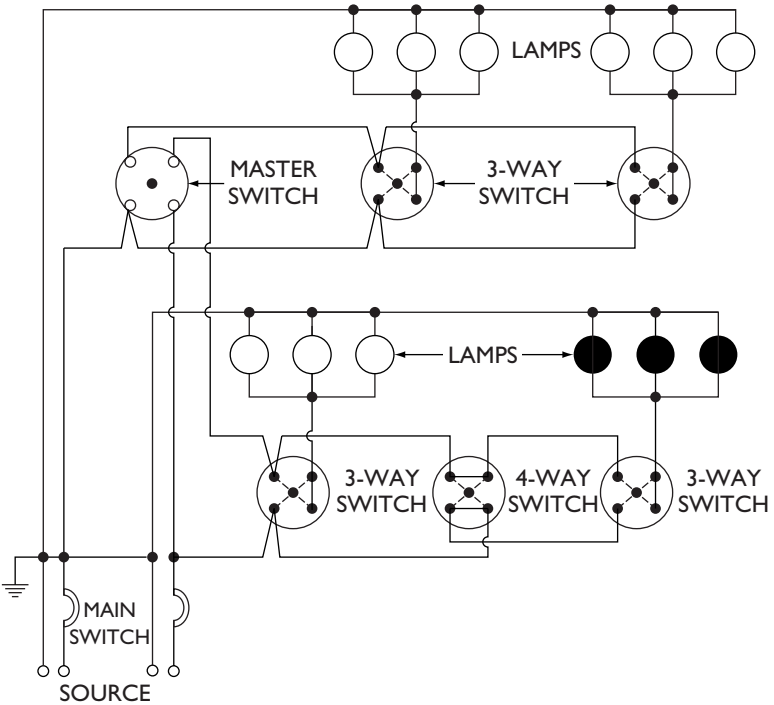 LAMPS
MASTER
SWITCH
3-WAY
SWITCH
LAMPS
3-WAY
SWITCH
4-WAY
SWITCH
3-WAY
SWITCH
MAIN
SWITCH
SOURCE